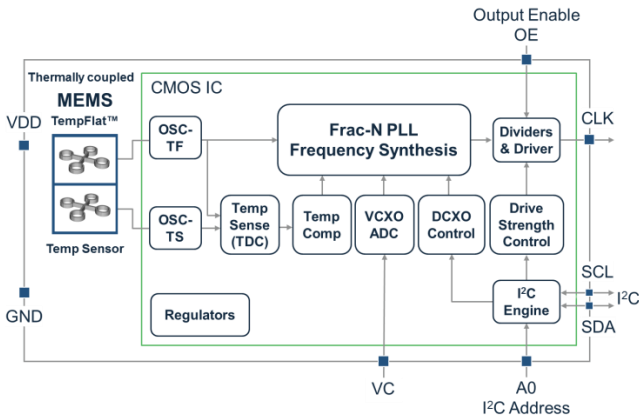 Output Enable
OE
Thermally coupled
MEMS
TempFlat™
CMOS IC
VDD
CLK
OSC-
TF
Frac-N PLL
Frequency Synthesis
Dividers
& Driver
OSC-
TS
Temp
Sense
(TDC)
Temp
Comp
VCXO
ADC
DCXO
Control
Drive
Strength
Control
Temp Sensor
SCL
I²C
SDA
I²C
Engine
GND
Regulators
VC
A0
I²C Address